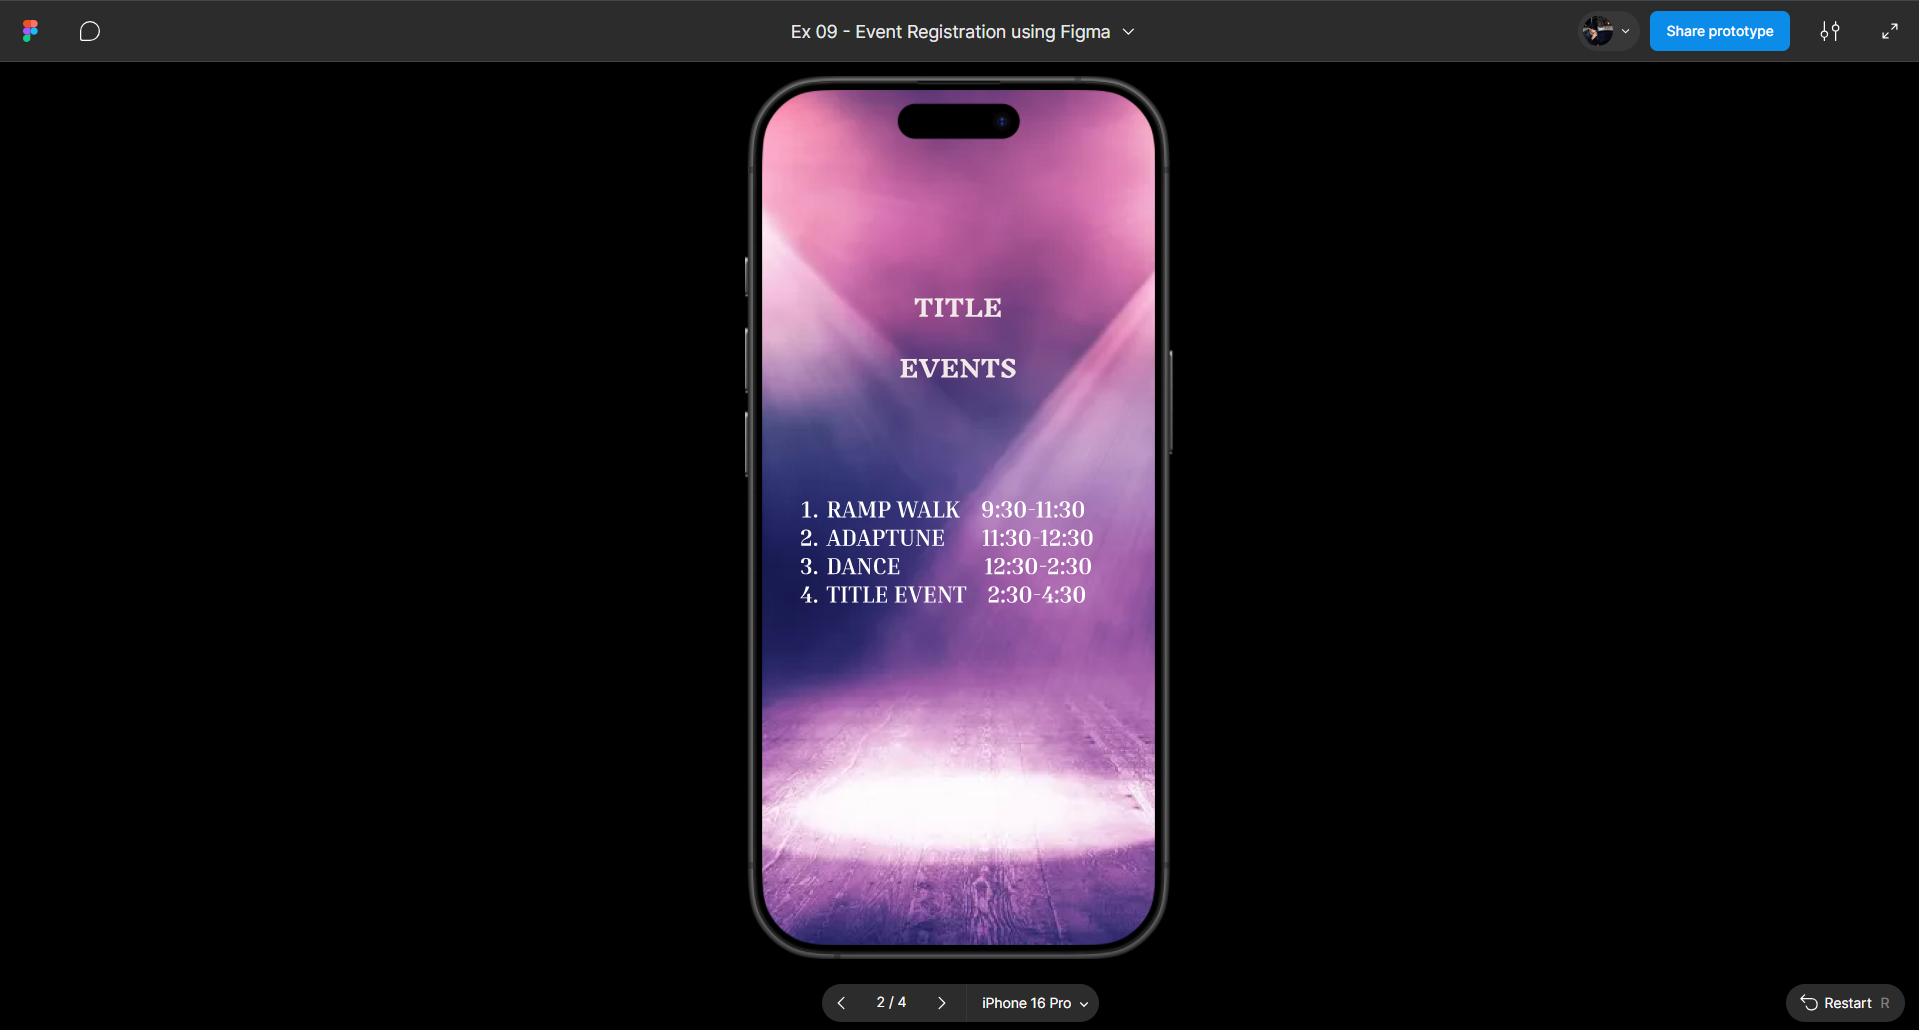 Ex 09 - Event Registration using Figma
Share prototype
TITLE
EVENTS
1. RAMP WALK 9:30-11:30
2. ADAPTUNE 11:30-12:30
3. DANCE 12:30-2:30
4. TITLE EVENT 2:30-4:30
2 / 4
iPhone 16 Pro
Restart R